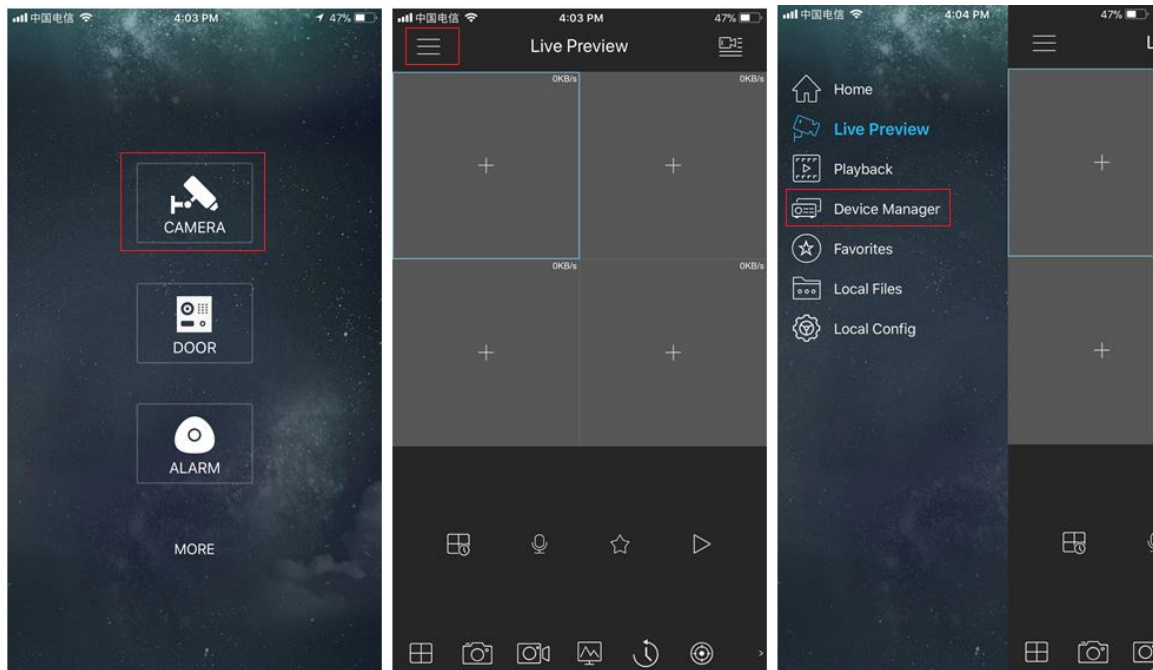 中国电信 4:03 PM 47%
CAMERA
DOOR
ALARM
MORE
中国电信 4:03 PM 47%
Live Preview
0KB/s 0KB/s
0KB/s 0KB/s
中国电信 4:04 PM 47%
Home
Live Preview
Playback
Device Manager
Favorites
Local Files
Local Config
L